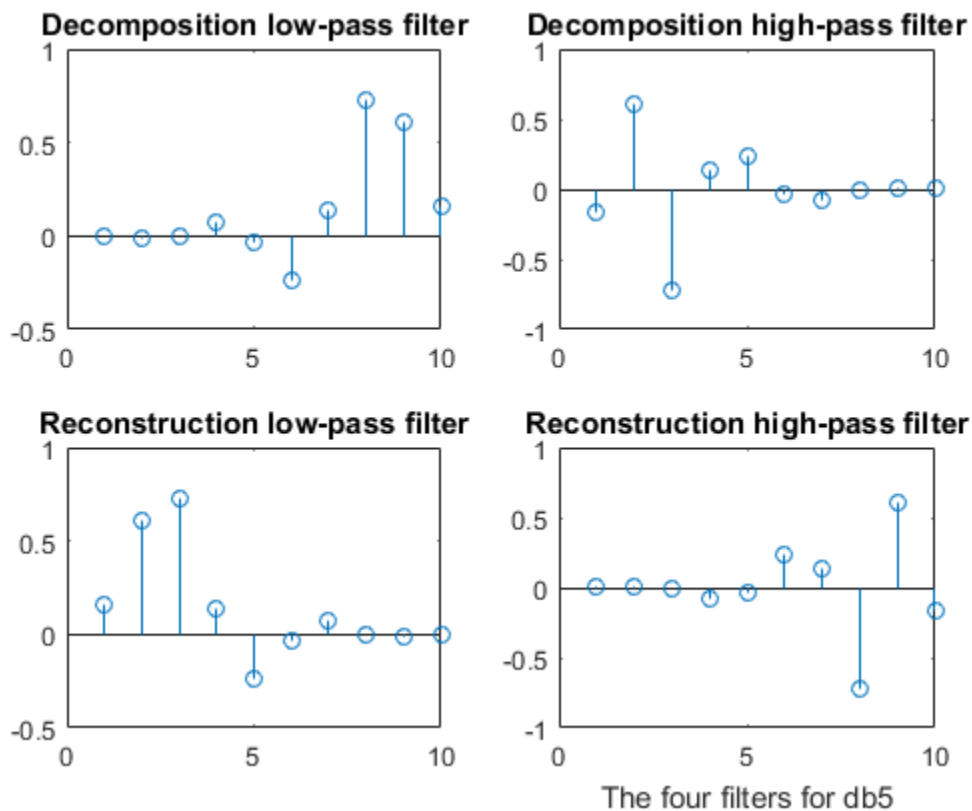 Decomposition low-pass filter
1
0.5
0
-0.5
0 5 10
Decomposition high-pass filter
1
0.5
0
-0.5
-1
0 5 10
Reconstruction low-pass filter
1
0.5
0
-0.5
0 5 10
Reconstruction high-pass filter
1
0.5
0
-0.5
-1
0 5 10
The four filters for db5